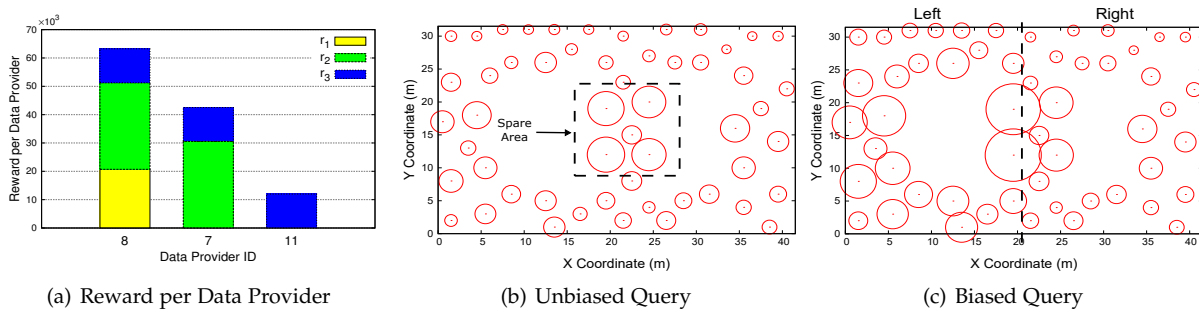 ×10³
70
60
50
40
30
20
10
0
Reward per Data Provider
r₁
r₂
r₃
8 7 11
Data Provider ID
(a) Reward per Data Provider
30
25
20
15
10
5
0
Y Coordinate (m)
Spare
Area
0 5 10 15 20 25 30 35 40
X Coordinate (m)
(b) Unbiased Query
Left Right
30
25
20
15
10
5
0
Y Coordinate (m)
0 5 10 15 20 25 30 35 40
X Coordinate (m)
(c) Biased Query